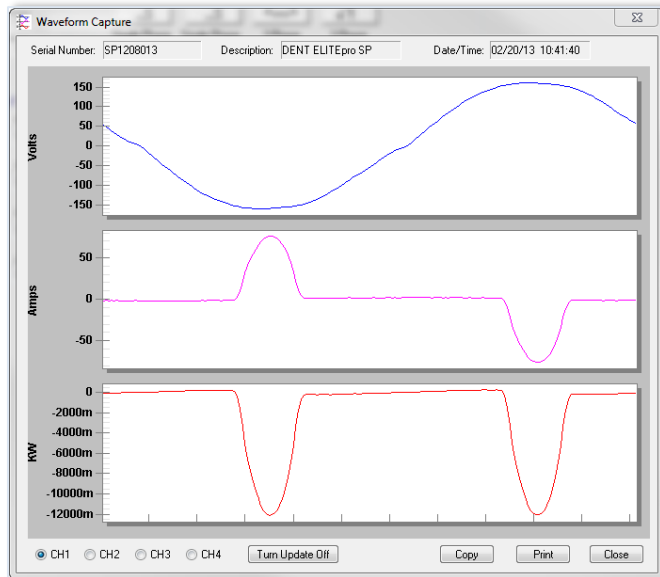 Waveform Capture
Serial Number: SP1208013 Description: DENT ELITEpro SP Date/Time: 02/20/13 10:41:40
Volts
150
100
50
0
-50
-100
-150
Amps
50
0
-50
KW
0
-2000m
-4000m
-6000m
-8000m
-10000m
-12000m
CH1 CH2 CH3 CH4 Turn Update Off Copy Print Close